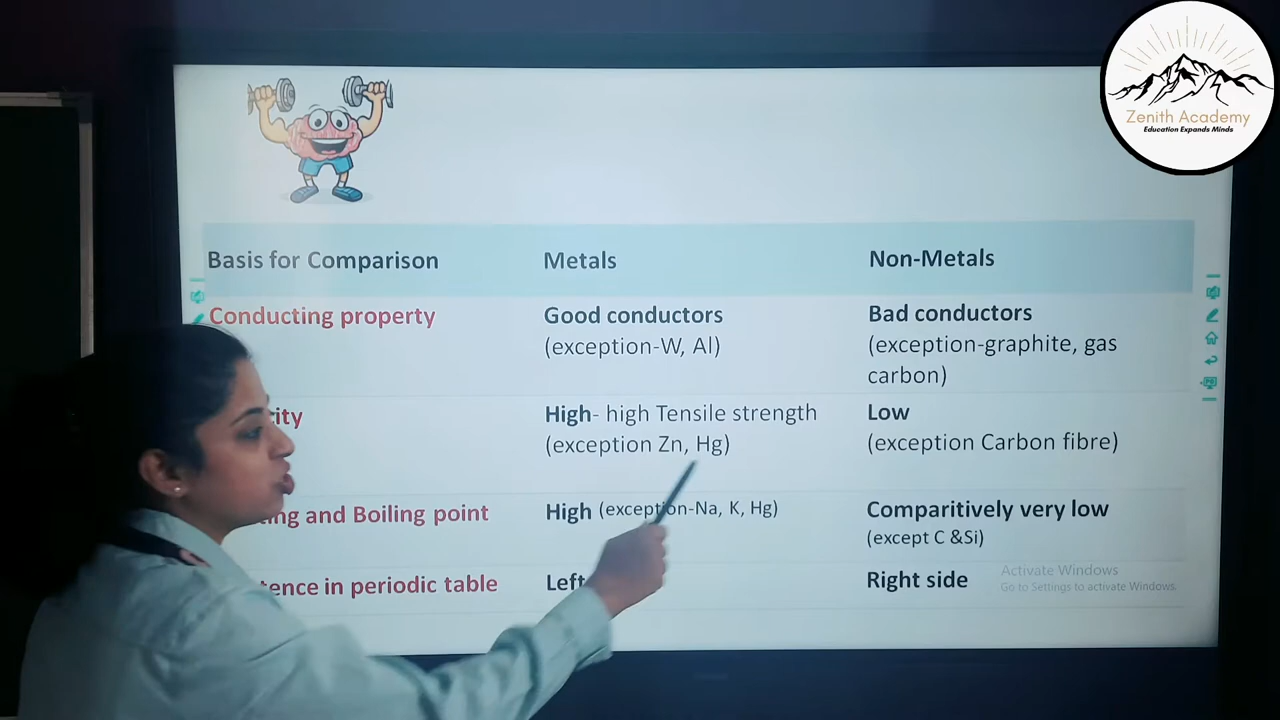 Zenith Academy
Education Expands Minds
Basis for Comparison Metals Non-Metals
Conducting property Good conductors Bad conductors
(exception-W, Al) (exception-graphite, gas
carbon)
High- high Tensile strength Low
(exception Zn, Hg) (exception Carbon fibre)
and Boiling point High (exception-Na, K, Hg) Comparitively very low
(except C &Si)
in periodic table Left Right side
Activate Windows
Go to Settings to activate Windows.